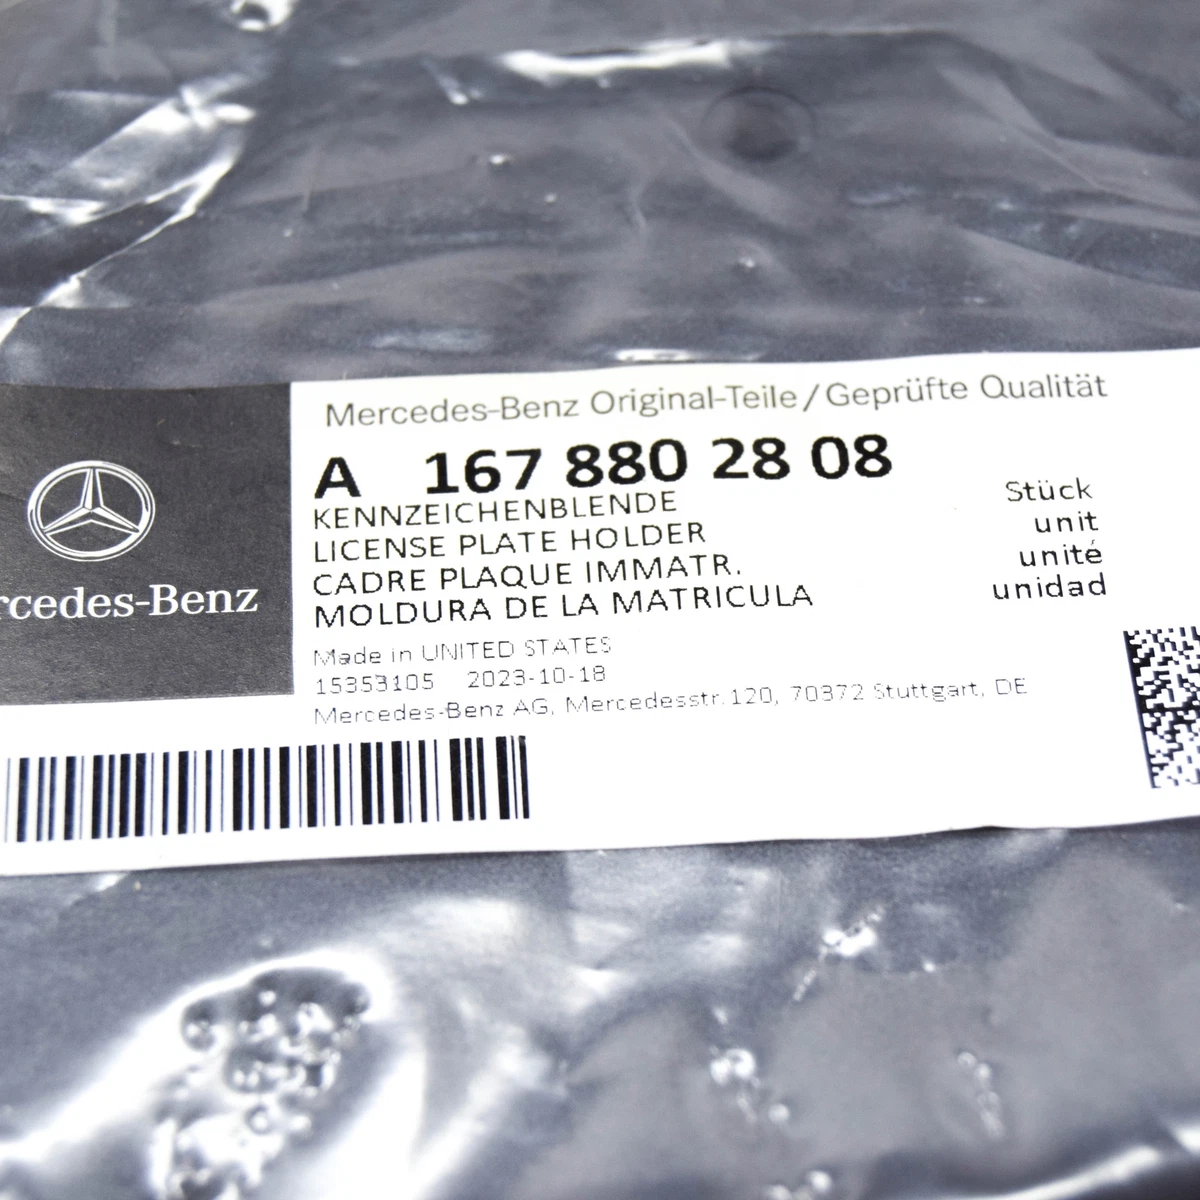 Mercedes-Benz Original-Teile/Geprüfte Qualität
A 167 880 28 08
KENNZEICHENBLENDE Stück
LICENSE PLATE HOLDER unit
CADRE PLAQUE IMMATR. unité
MOLDURA DE LA MATRICULA unidad
rcedes-Benz
Made in UNITED STATES
15353105 2023-10-18
Mercedes-Benz AG, Mercedesstr.120, 70372 Stuttgart, DE